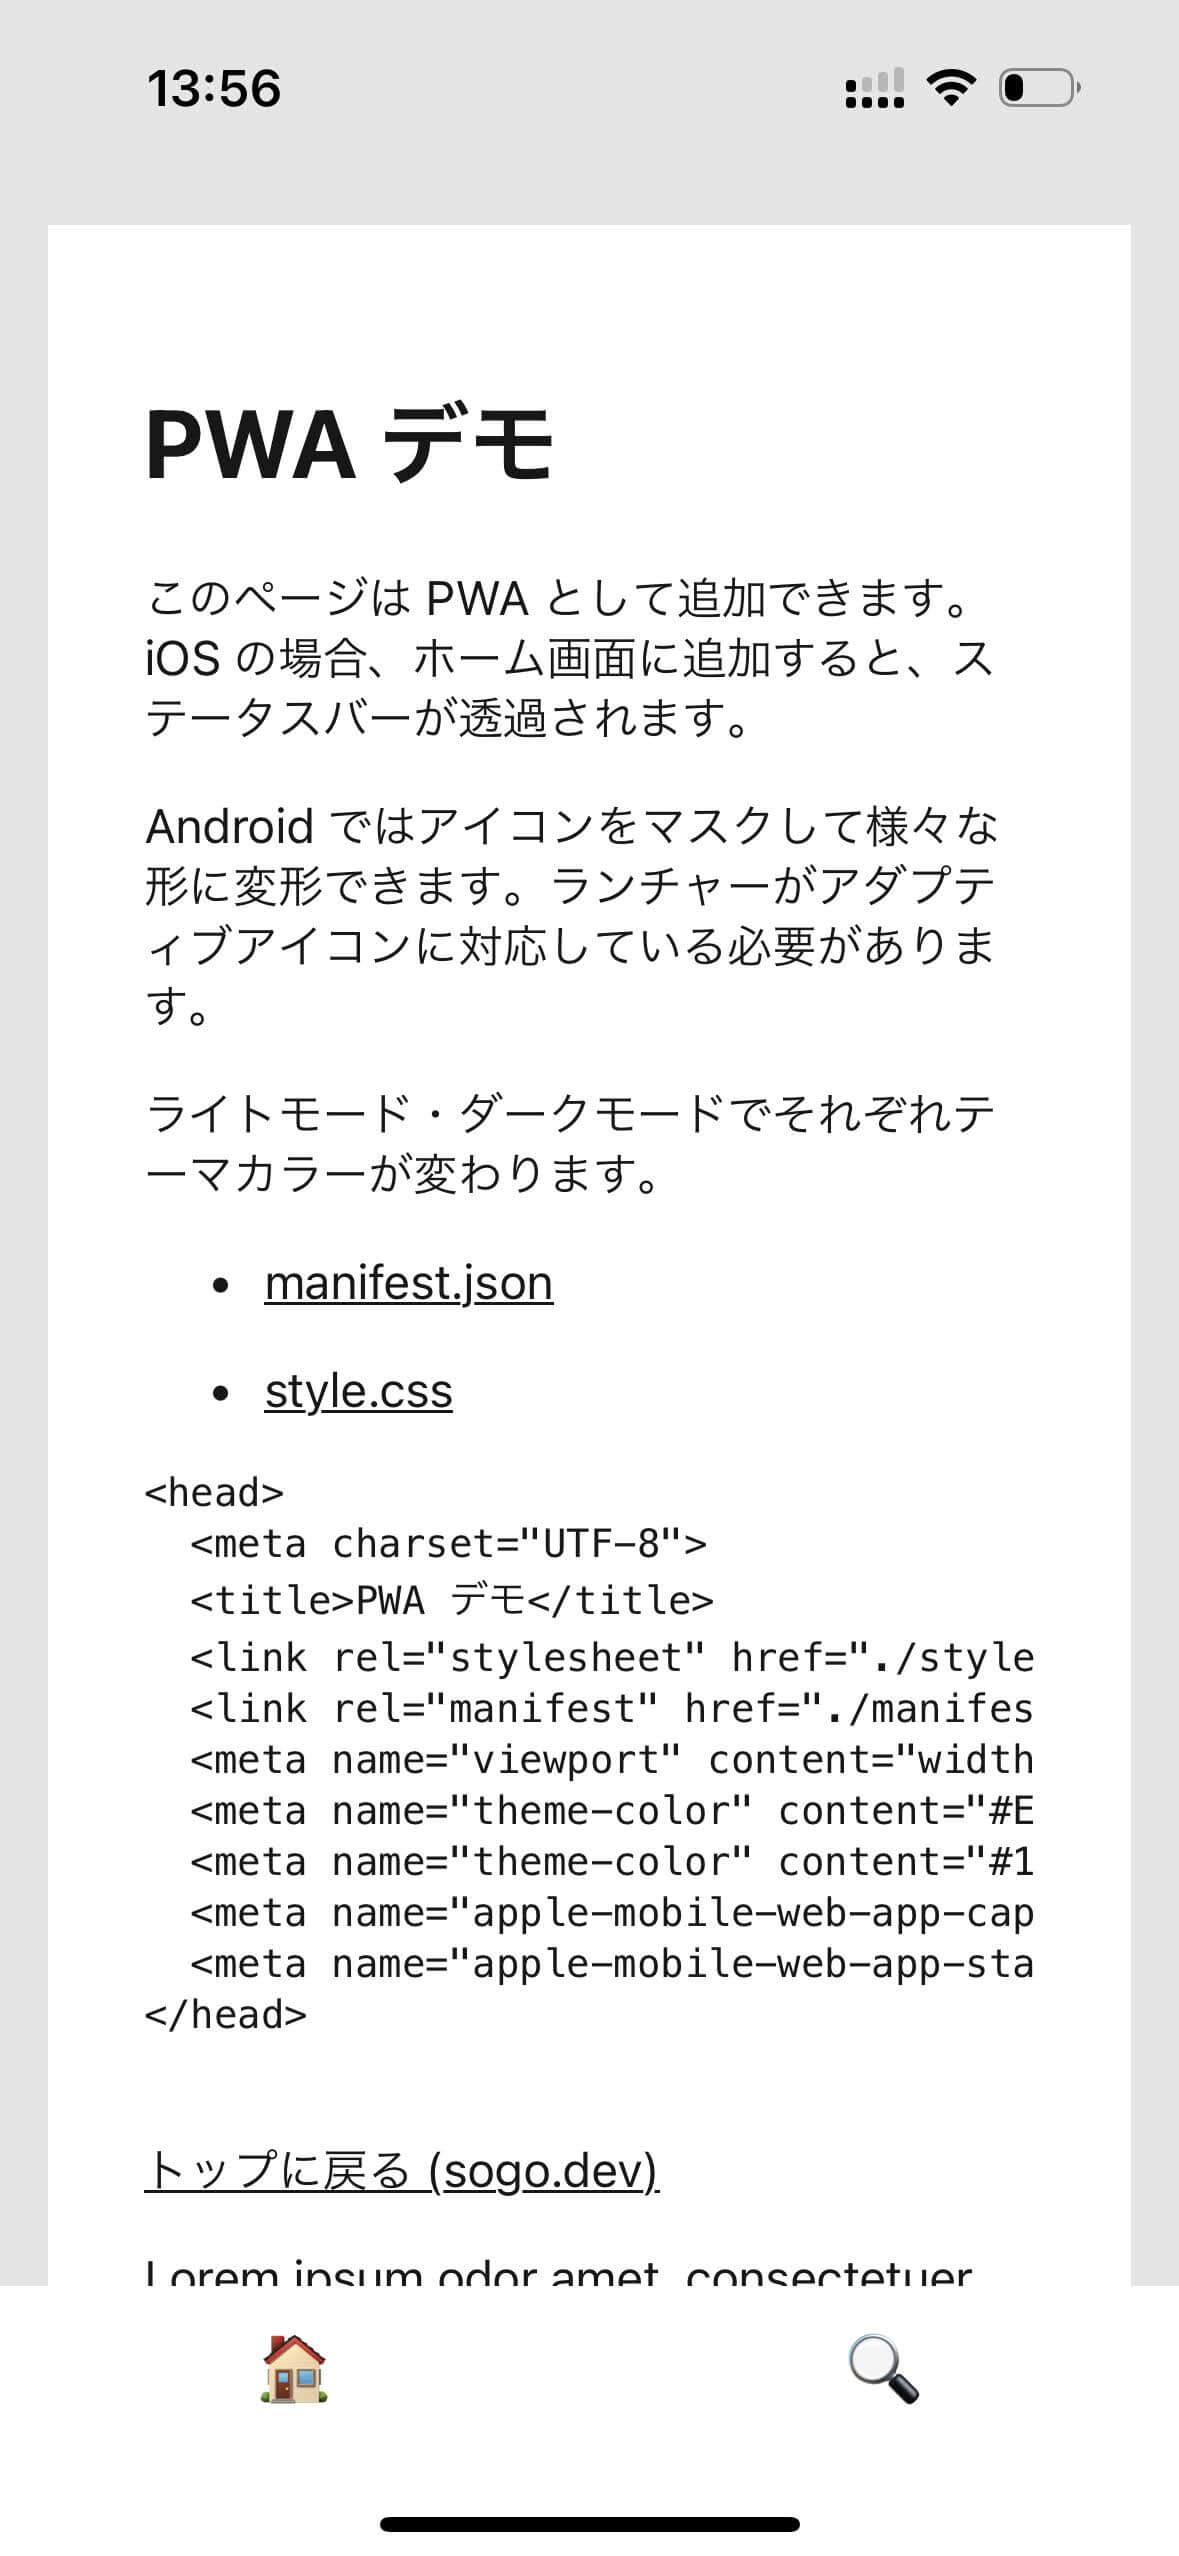 13:56
PWA デモ
このページは PWA として追加できます。
iOS の場合、ホーム画面に追加すると、ス
テータスバーが透過されます。
Android ではアイコンをマスクして様々な
形に変形できます。ランチャーがアダプテ
ィブアイコンに対応している必要がありま
す。
ライトモード・ダークモードでそれぞれテ
ーマカラーが変わります。
• manifest.json
• style.css
<head>
  <meta charset="UTF-8">
  <title>PWA デモ</title>
  <link rel="stylesheet" href="./style
  <link rel="manifest" href="./manifes
  <meta name="viewport" content="width
  <meta name="theme-color" content="#E
  <meta name="theme-color" content="#1
  <meta name="apple-mobile-web-app-cap
  <meta name="apple-mobile-web-app-sta
</head>
トップに戻る (sogo.dev)
Lorem ipsum odor amet, consectetuer